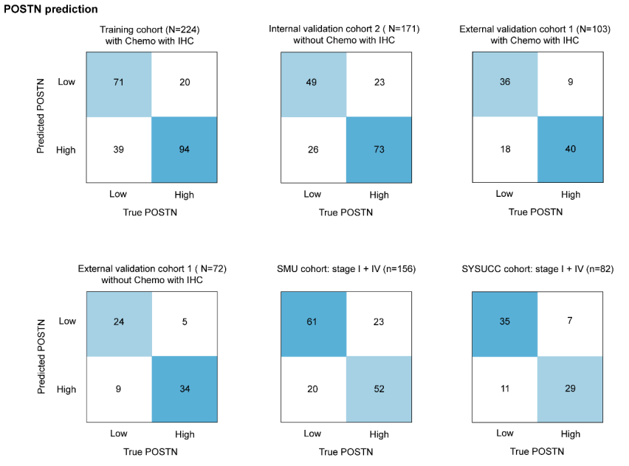 POSTN prediction
Training cohort (N=224)
with Chemo with IHC
Internal validation cohort 2 ( N=171)
without Chemo with IHC
External validation cohort 1 (N=103)
with Chemo with IHC
Predicted POSTN
Low
71
20
49
23
36
9
High
39
94
26
73
18
40
Low
High
Low
High
Low
High
True POSTN
True POSTN
True POSTN
External validation cohort 1 ( N=72)
without Chemo with IHC
SMU cohort: stage I + IV (n=156)
SYSUCC cohort: stage I + IV (n=82)
Predicted POSTN
Low
24
5
61
23
35
7
High
9
34
20
52
11
29
Low
High
Low
High
Low
High
True POSTN
True POSTN
True POSTN